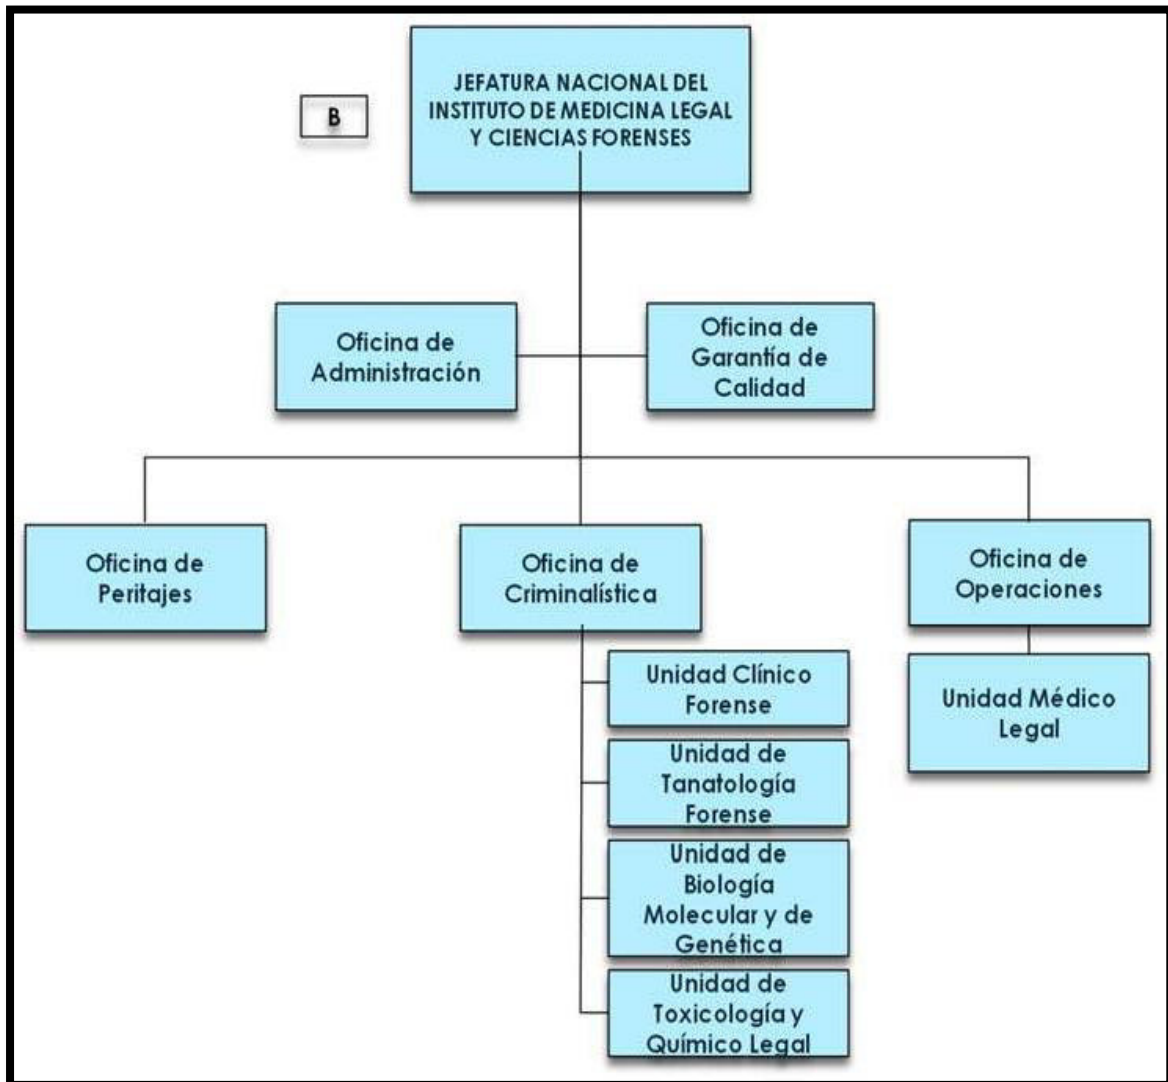 JEFATURA NACIONAL DEL
INSTITUTO DE MEDICINA LEGAL
Y CIENCIAS FORENSES
B
Oficina de
Administración
Oficina de
Garantía de
Calidad
Oficina de
Peritajes
Oficina de
Criminalística
Oficina de
Operaciones
Unidad Clínico
Forense
Unidad de
Tanatología
Forense
Unidad de
Biología
Molecular y de
Genética
Unidad de
Toxicología y
Químico Legal
Unidad Médico
Legal